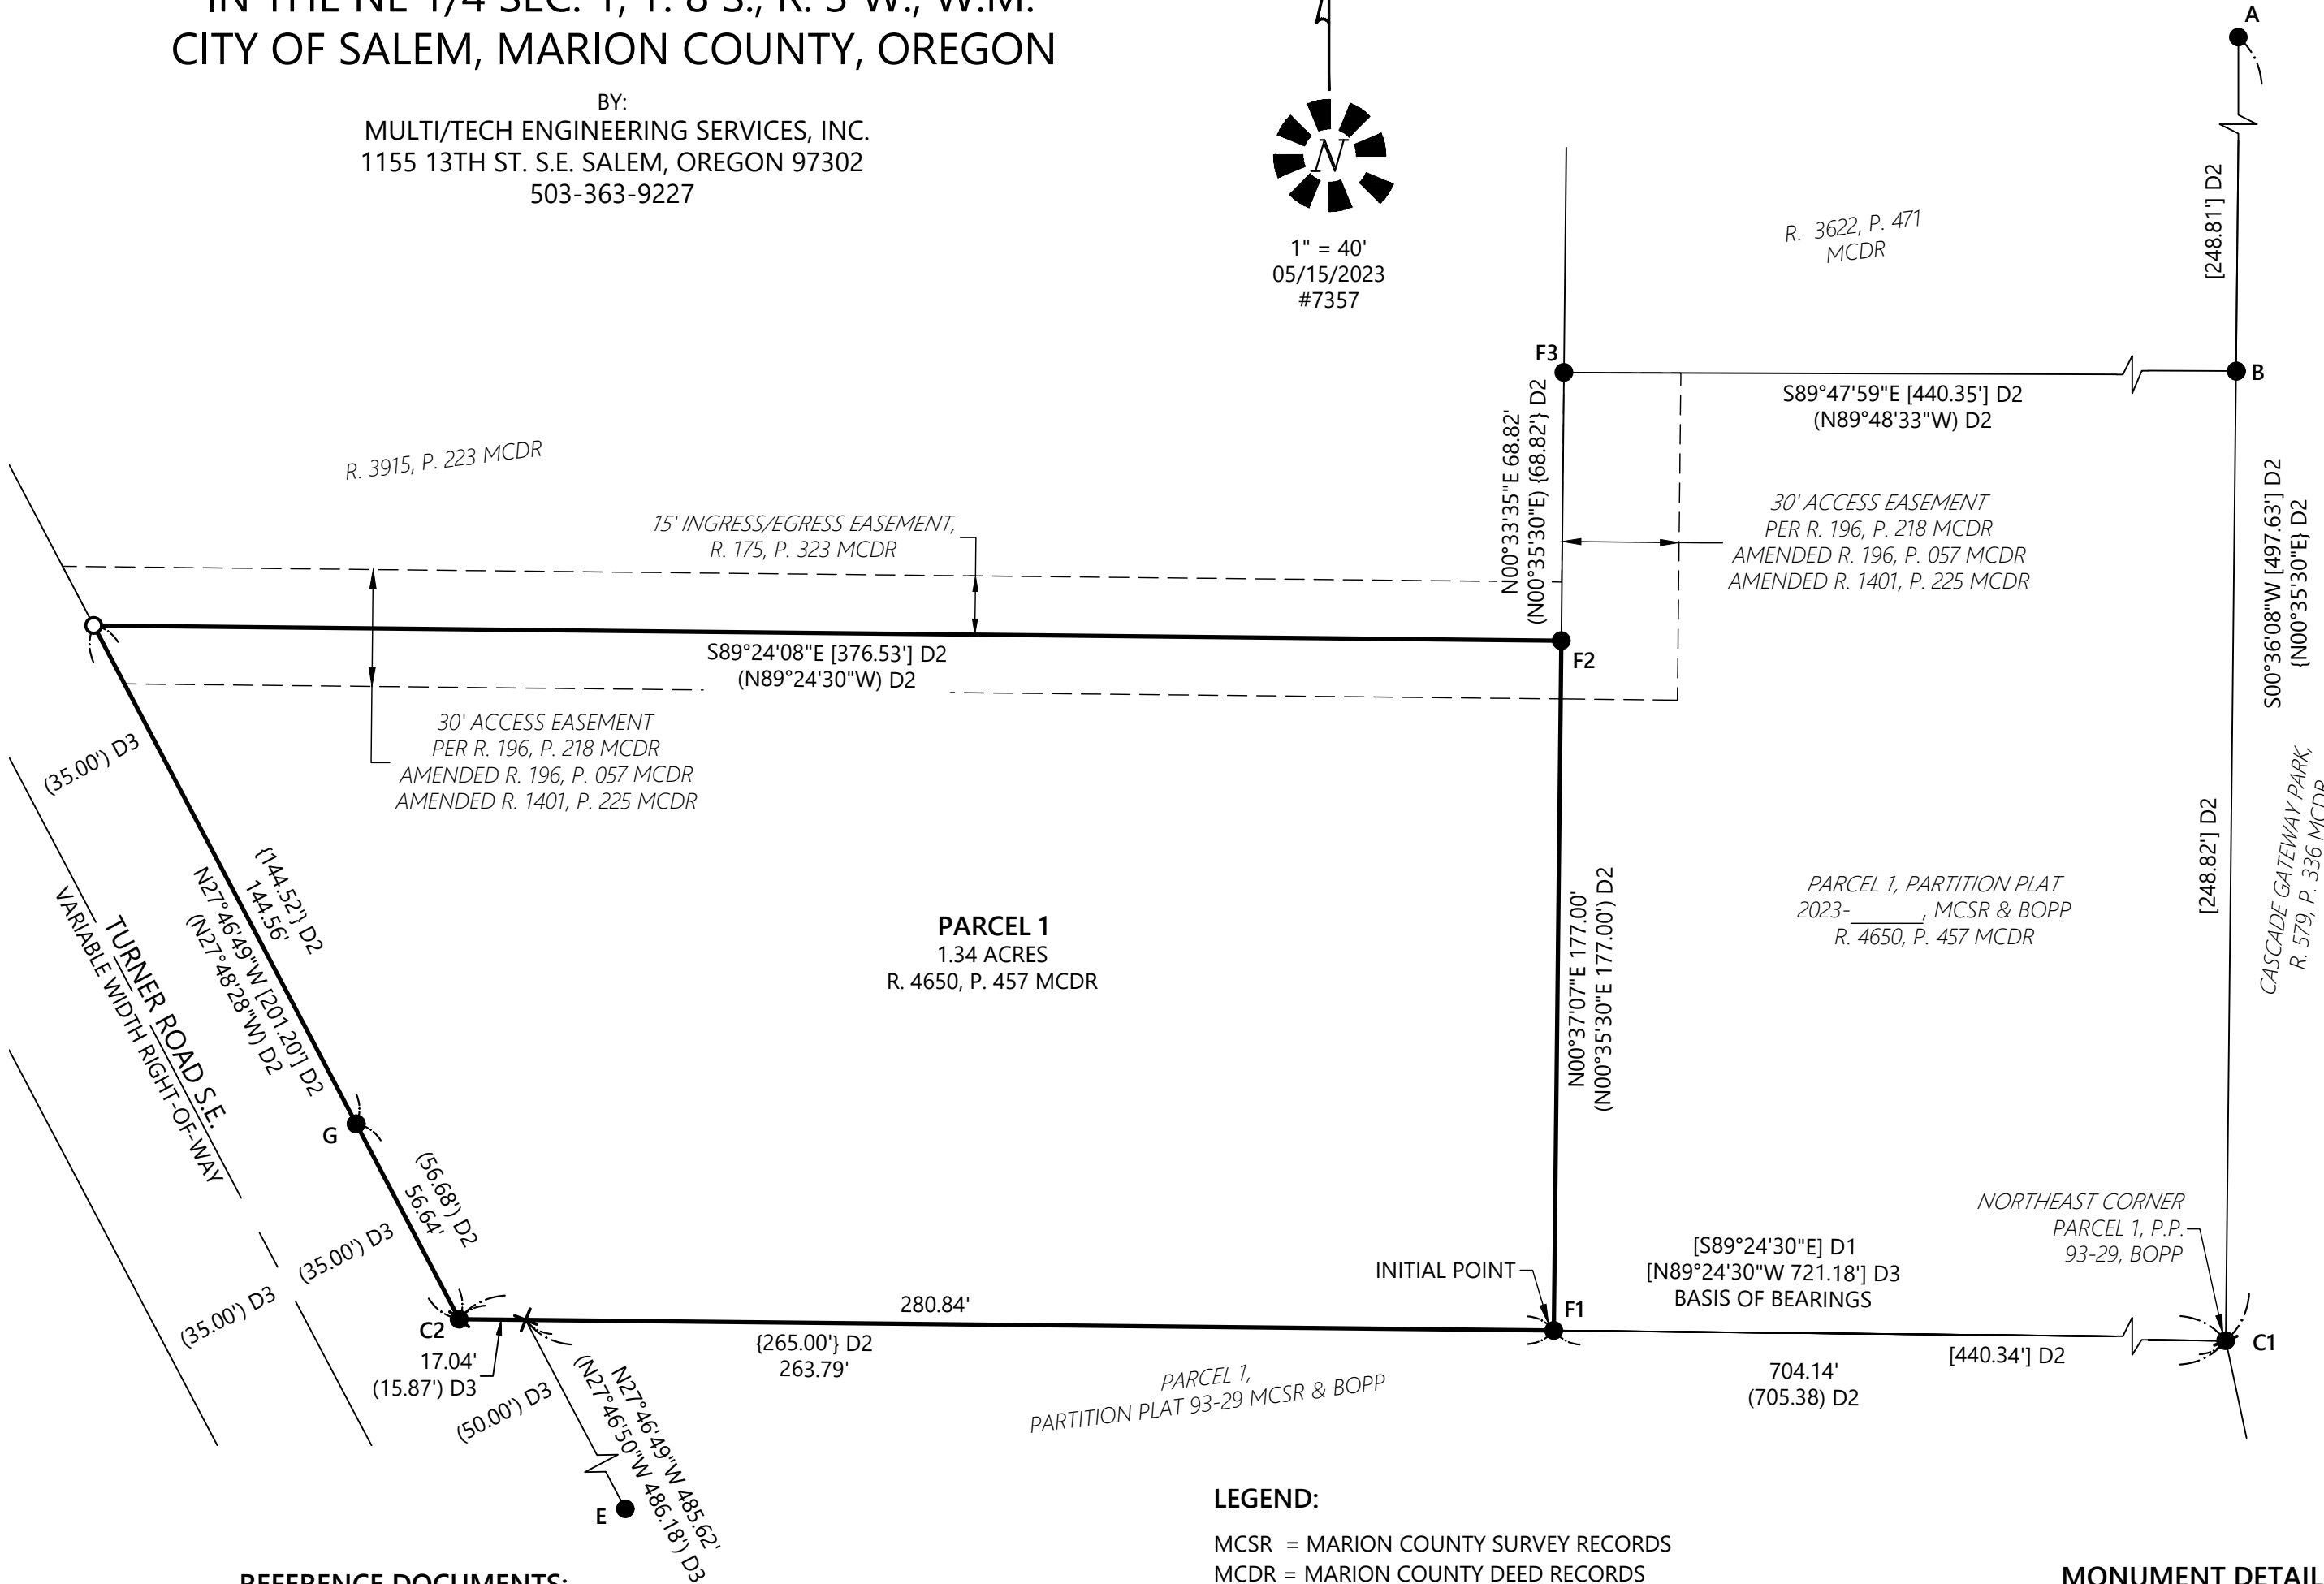 IN THE NE 1/4 SEC. 1, T. 8 S., R. 3 W., W.M.
CITY OF SALEM, MARION COUNTY, OREGON
BY:
MULTI/TECH ENGINEERING SERVICES, INC.
1155 13TH ST. S.E. SALEM, OREGON 97302
503-363-9227
N
1" = 40'
05/15/2023
#7357
A
[248.81'] D2
R. 3622, P. 471
MCDR
F3
B
S89°47'59"E [440.35'] D2
(N89°48'33"W) D2
N00°33'35"E 68.82'
(N00°35'30"E) {68.82'} D2
S00°36'08"W [497.63'] D2
{N00°35'30"E} D2
R. 3915, P. 223 MCDR
15' INGRESS/EGRESS EASEMENT,
R. 175, P. 323 MCDR
30' ACCESS EASEMENT
PER R. 196, P. 218 MCDR
AMENDED R. 196, P. 057 MCDR
AMENDED R. 1401, P. 225 MCDR
S89°24'08"E [376.53'] D2
(N89°24'30"W) D2
F2
30' ACCESS EASEMENT
PER R. 196, P. 218 MCDR
AMENDED R. 196, P. 057 MCDR
AMENDED R. 1401, P. 225 MCDR
(35.00') D3
{144.52'} D2
144.56'
N27°46'49"W [201.20'] D2
(N27°48'28"W) D2
TURNER ROAD S.E.
VARIABLE WIDTH RIGHT-OF-WAY
PARCEL 1
1.34 ACRES
R. 4650, P. 457 MCDR
N00°37'07"E 177.00'
(N00°35'30"E 177.00') D2
PARCEL 1, PARTITION PLAT
2023-______, MCSR & BOPP
R. 4650, P. 457 MCDR
[248.82'] D2
CASCADE GATEWAY PARK,
R. 579, P. 336 MCDR
G
(56.68') D2
56.64'
(35.00') D3
(35.00') D3
NORTHEAST CORNER
PARCEL 1, P.P.
93-29, BOPP
INITIAL POINT
[S89°24'30"E] D1
[N89°24'30"W 721.18'] D3
BASIS OF BEARINGS
F1
C2
280.84'
{265.00'} D2
263.79'
17.04'
(15.87') D3
(50.00') D3
N27°46'49"W 485.62'
(N27°46'50"W 486.18') D3
PARCEL 1,
PARTITION PLAT 93-29 MCSR & BOPP
[440.34'] D2
704.14'
(705.38) D2
C1
E
LEGEND:
MCSR = MARION COUNTY SURVEY RECORDS
MCDR = MARION COUNTY DEED RECORDS
REFERENCE DOCUMENTS:
MONUMENT DETAIL